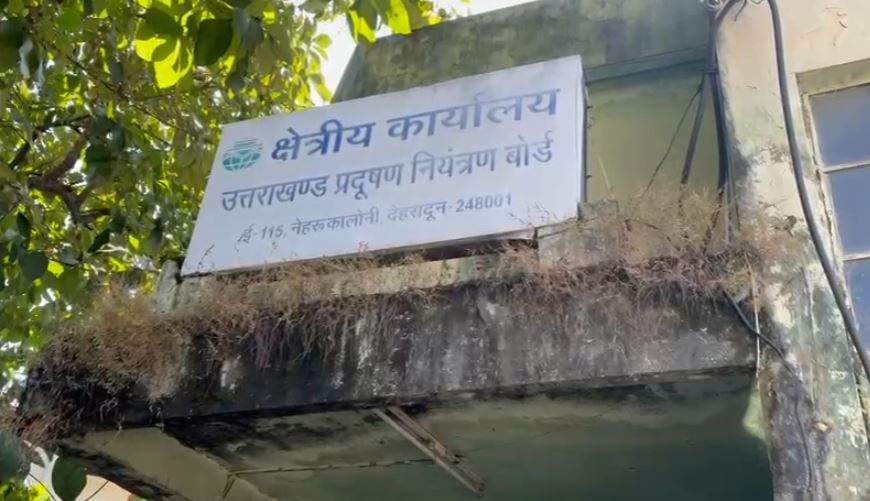 क्षेत्रीय कार्यालय
उत्तराखण्ड प्रदूषण नियंत्रण बोर्ड
ई-115, नेहरू कालोनी, देहरादून-248001